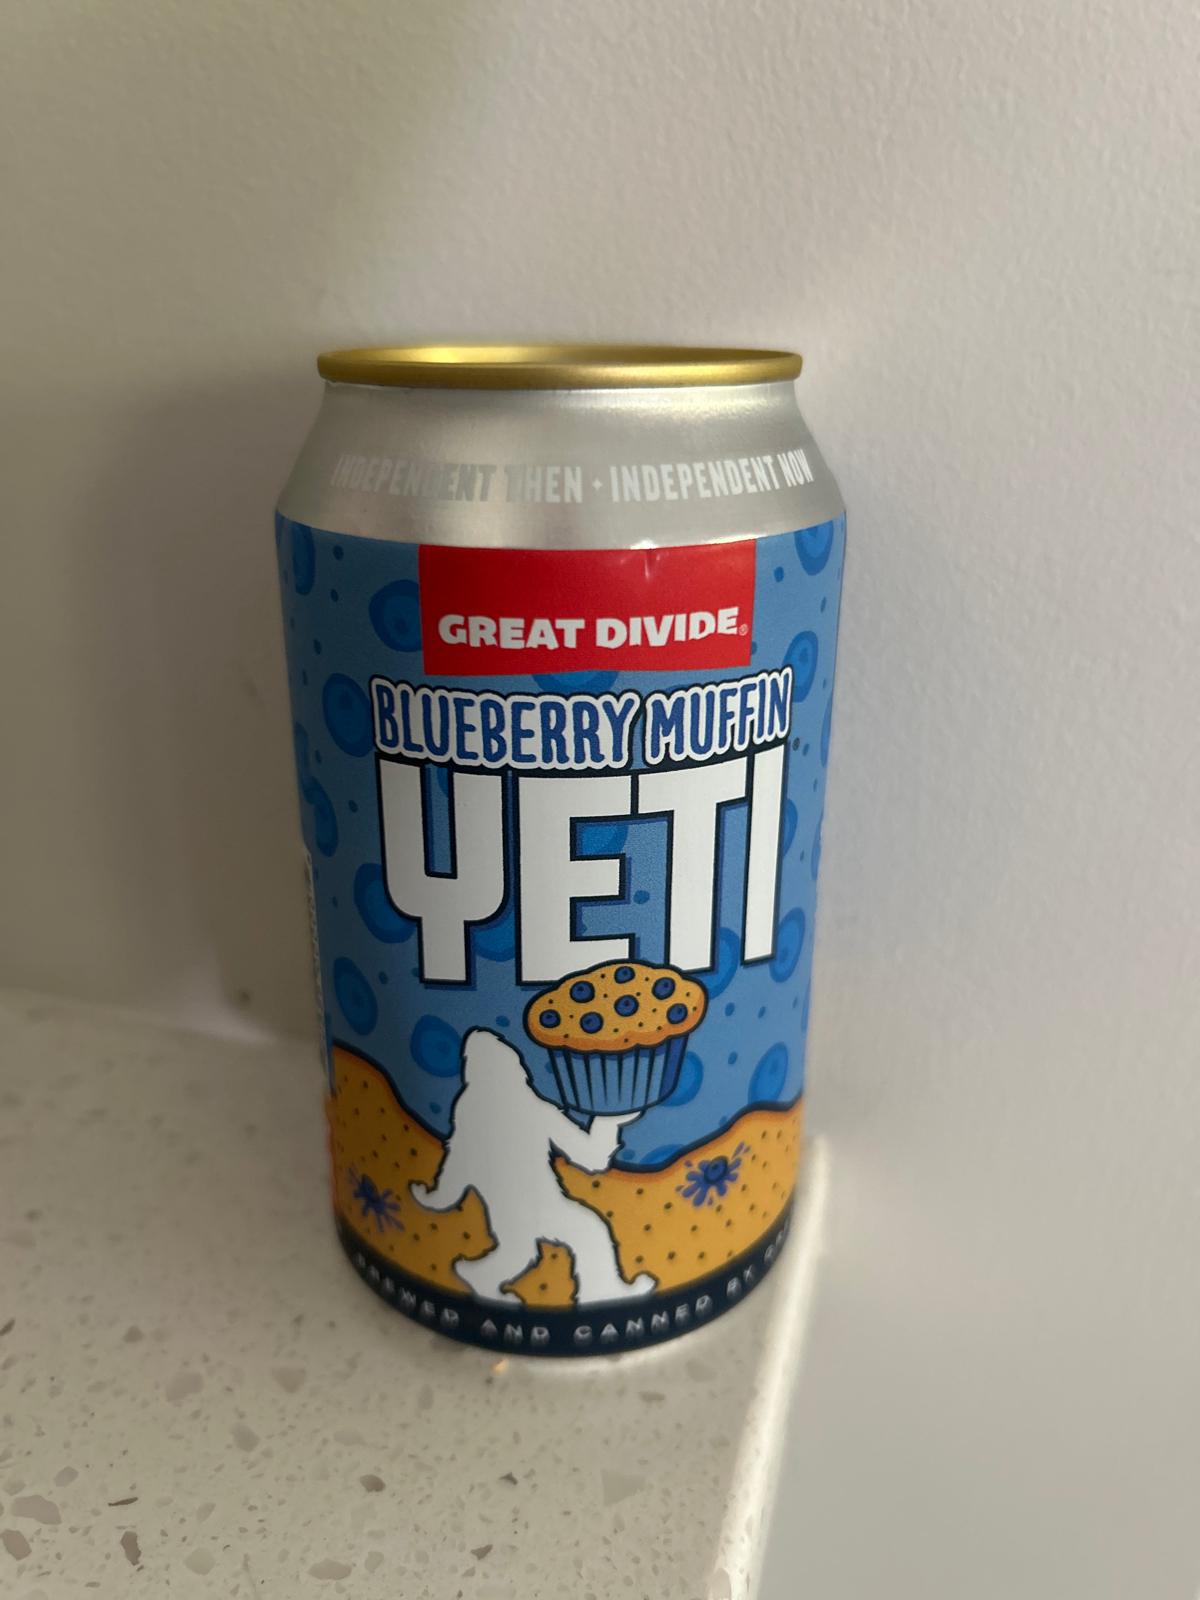 INDEPENDENT THEN • INDEPENDENT NOW
GREAT DIVIDE®
BLUEBERRY MUFFIN
YETI®
BREWED AND CANNED BY